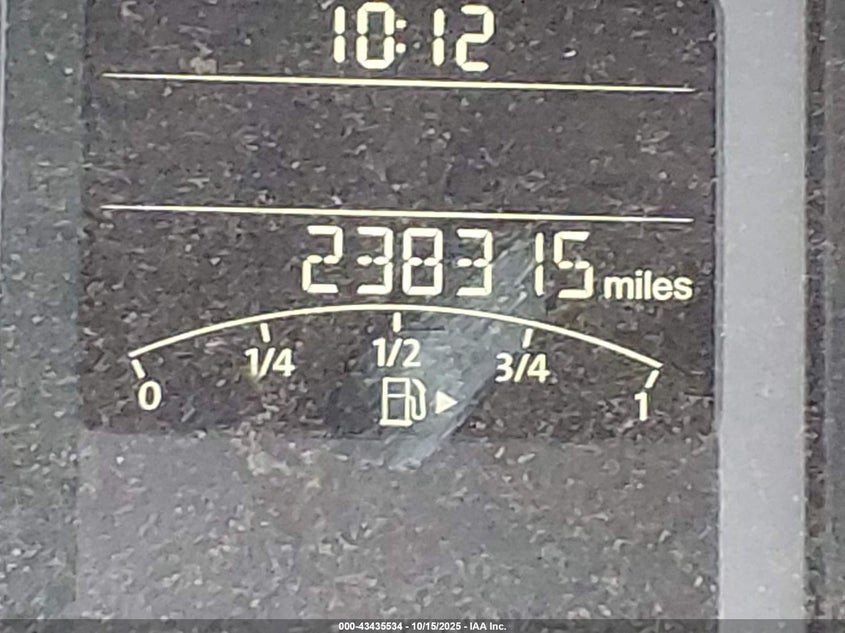 10:12
238315 miles
0 1/4 1/2 3/4 1
000-43435534 - 10/15/2025 - IAA Inc.